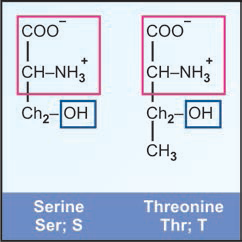 COO⁻ COO⁻
CH–NH₃⁺ CH–NH₃⁺
Ch₂–OH Ch₂–OH
CH₃
Serine Threonine
Ser; S Thr; T